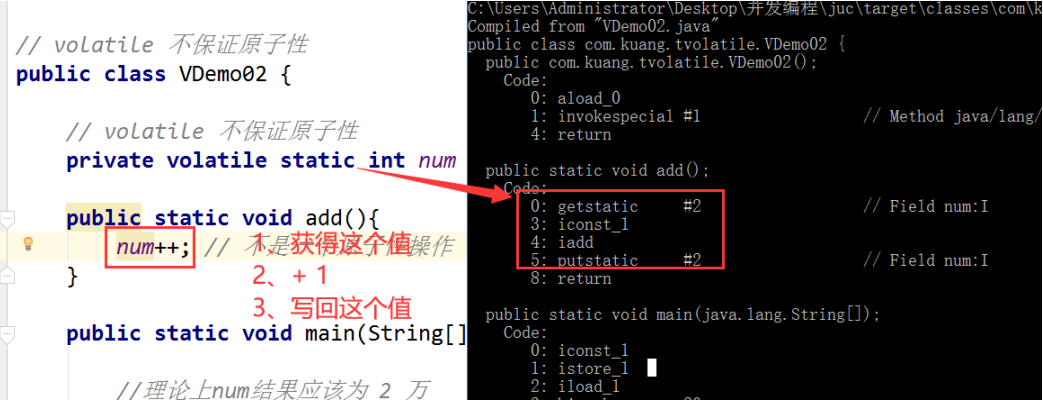 // volatile 不保证原子性
public class VDemo02 {
// volatile 不保证原子性
private volatile static int num
public static void add(){
num++; // 不是 原子性操作
1、获得这个值
2、+ 1
3、写回这个值
}
public static void main(String[]
//理论上num结果应该为 2 万
C:\Users\Administrator\Desktop\并发编程\juc\target\classes\com\k
Compiled from "VDemo02.java"
public class com.kuang.tvolatile.VDemo02 {
public com.kuang.tvolatile.VDemo02();
Code:
0: aload_0
1: invokespecial #1 // Method java/lang/
4: return
public static void add();
Code:
0: getstatic #2 // Field num:I
3: iconst_1
4: iadd
5: putstatic #2 // Field num:I
8: return
public static void main(java.lang.String[]);
Code:
0: iconst_1
1: istore_1
2: iload_1